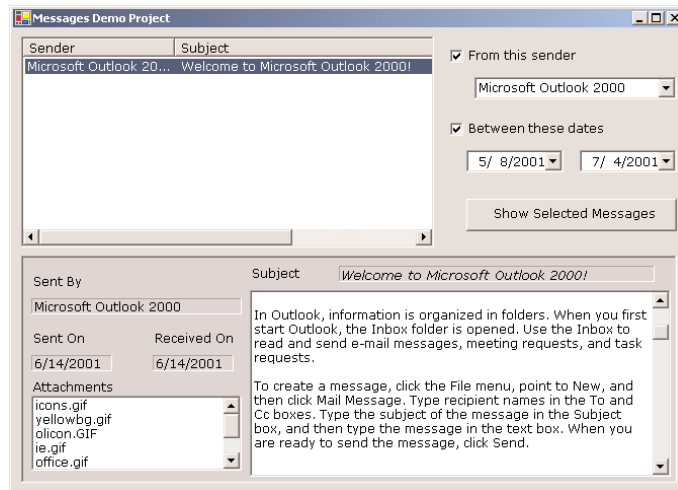 Messages Demo Project
Sender Subject
Microsoft Outlook 20... Welcome to Microsoft Outlook 2000!
From this sender
Microsoft Outlook 2000
Between these dates
5/ 8/2001 7/ 4/2001
Show Selected Messages
Sent By
Microsoft Outlook 2000
Sent On Received On
6/14/2001 6/14/2001
Attachments
icons.gif
yellowbg.gif
olicon.GIF
ie.gif
office.gif
Subject Welcome to Microsoft Outlook 2000!
In Outlook, information is organized in folders. When you first
start Outlook, the Inbox folder is opened. Use the Inbox to
read and send e-mail messages, meeting requests, and task
requests.
To create a message, click the File menu, point to New, and
then click Mail Message. Type recipient names in the To and
Cc boxes. Type the subject of the message in the Subject
box, and then type the message in the text box. When you
are ready to send the message, click Send.